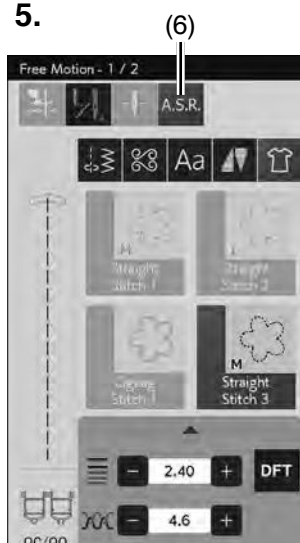 5.
(6)
Free Motion - 1 / 2
A.S.R.
Aa
M
Straight
Stitch 1
Straight
Stitch 2
Zigzag
Stitch 1
M
Straight
Stitch 3
2.40
DFT
4.6